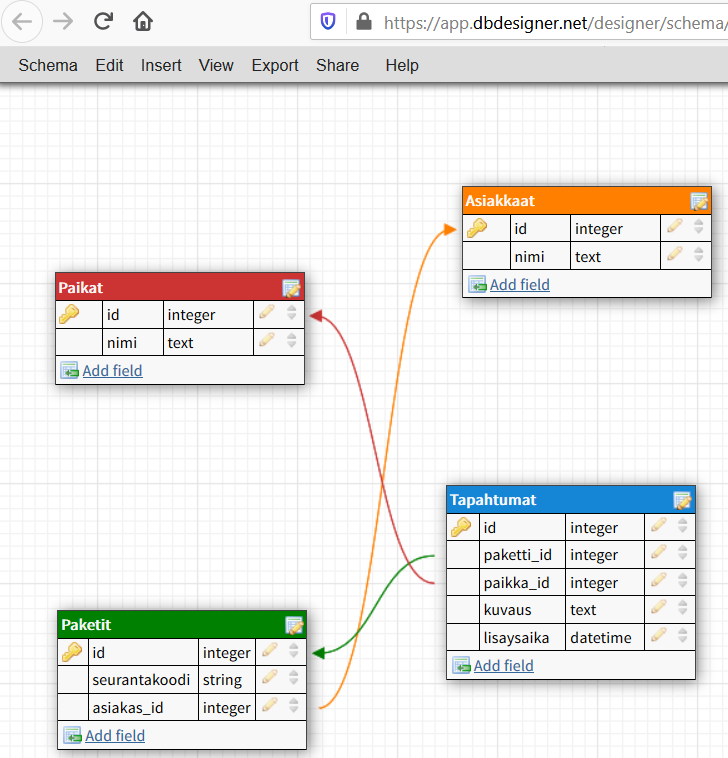 https://app.dbdesigner.net/designer/schema/
Schema Edit Insert View Export Share Help
Asiakkaat
id integer
nimi text
Add field
Paikat
id integer
nimi text
Add field
Tapahtumat
id integer
paketti_id integer
paikka_id integer
kuvaus text
lisaysaika datetime
Add field
Paketit
id integer
seurantakoodi string
asiakas_id integer
Add field